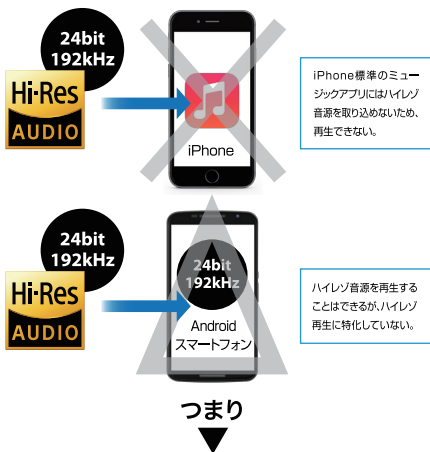 24bit
192kHz
Hi-Res
AUDIO
iPhone
iPhone標準のミュー
ジックアプリにはハイレゾ
音源を取り込めないため、
再生できない。
24bit
192kHz
Hi-Res
AUDIO
24bit
192kHz
Android
スマートフォン
ハイレゾ音源を再生する
ことはできるが、ハイレゾ
再生に特化していない。
つまり